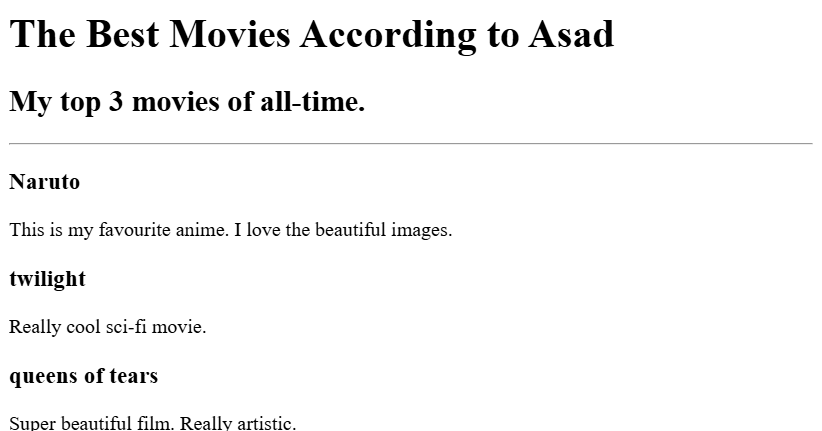 The Best Movies According to Asad
My top 3 movies of all-time.
Naruto
This is my favourite anime. I love the beautiful images.
twilight
Really cool sci-fi movie.
queens of tears
Super beautiful film. Really artistic.